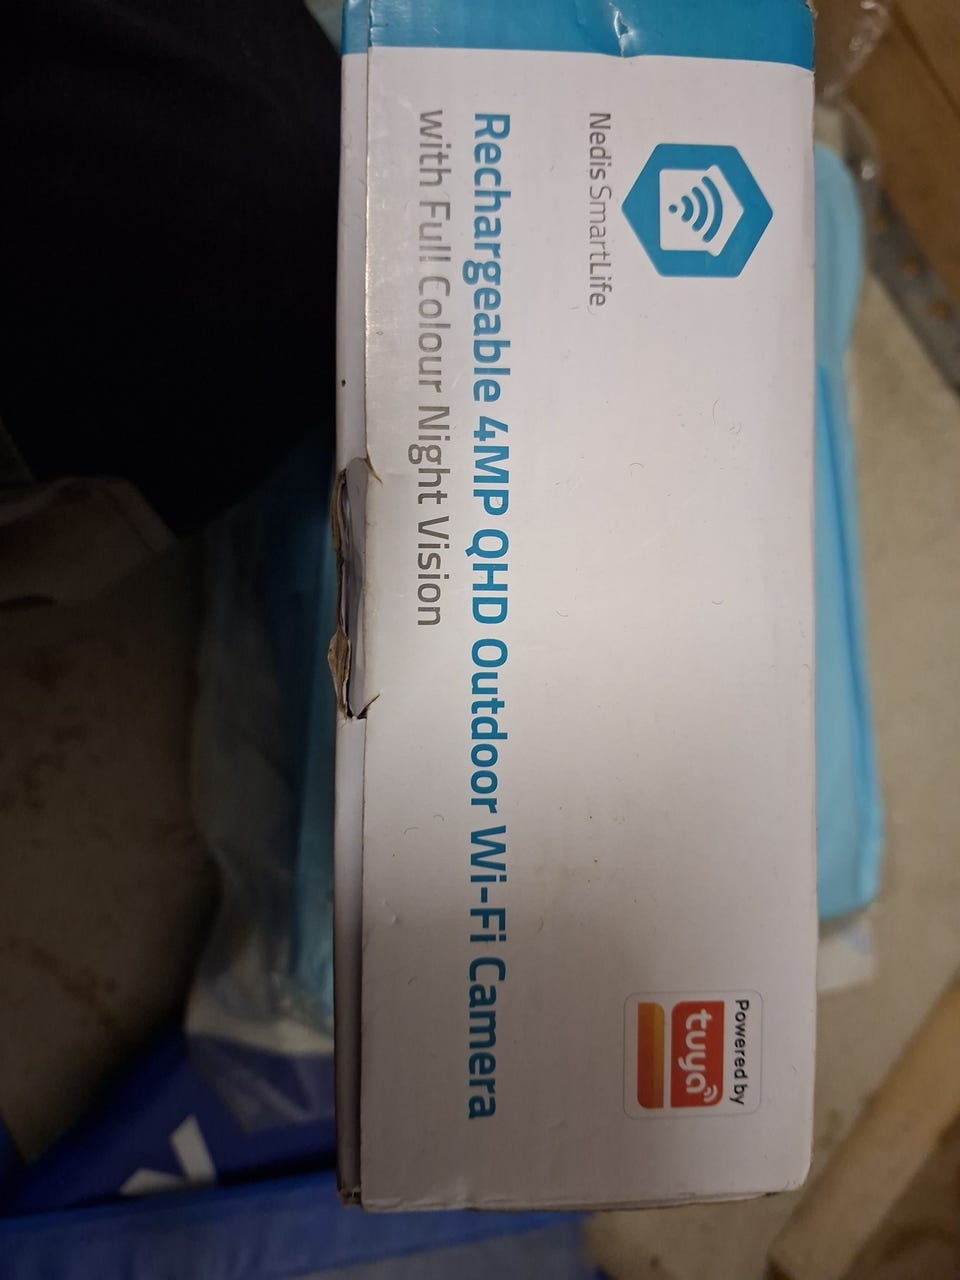 Nedis SmartLife
Powered by
tuya
Rechargeable 4MP QHD Outdoor Wi-Fi Camera
with Full Colour Night Vision